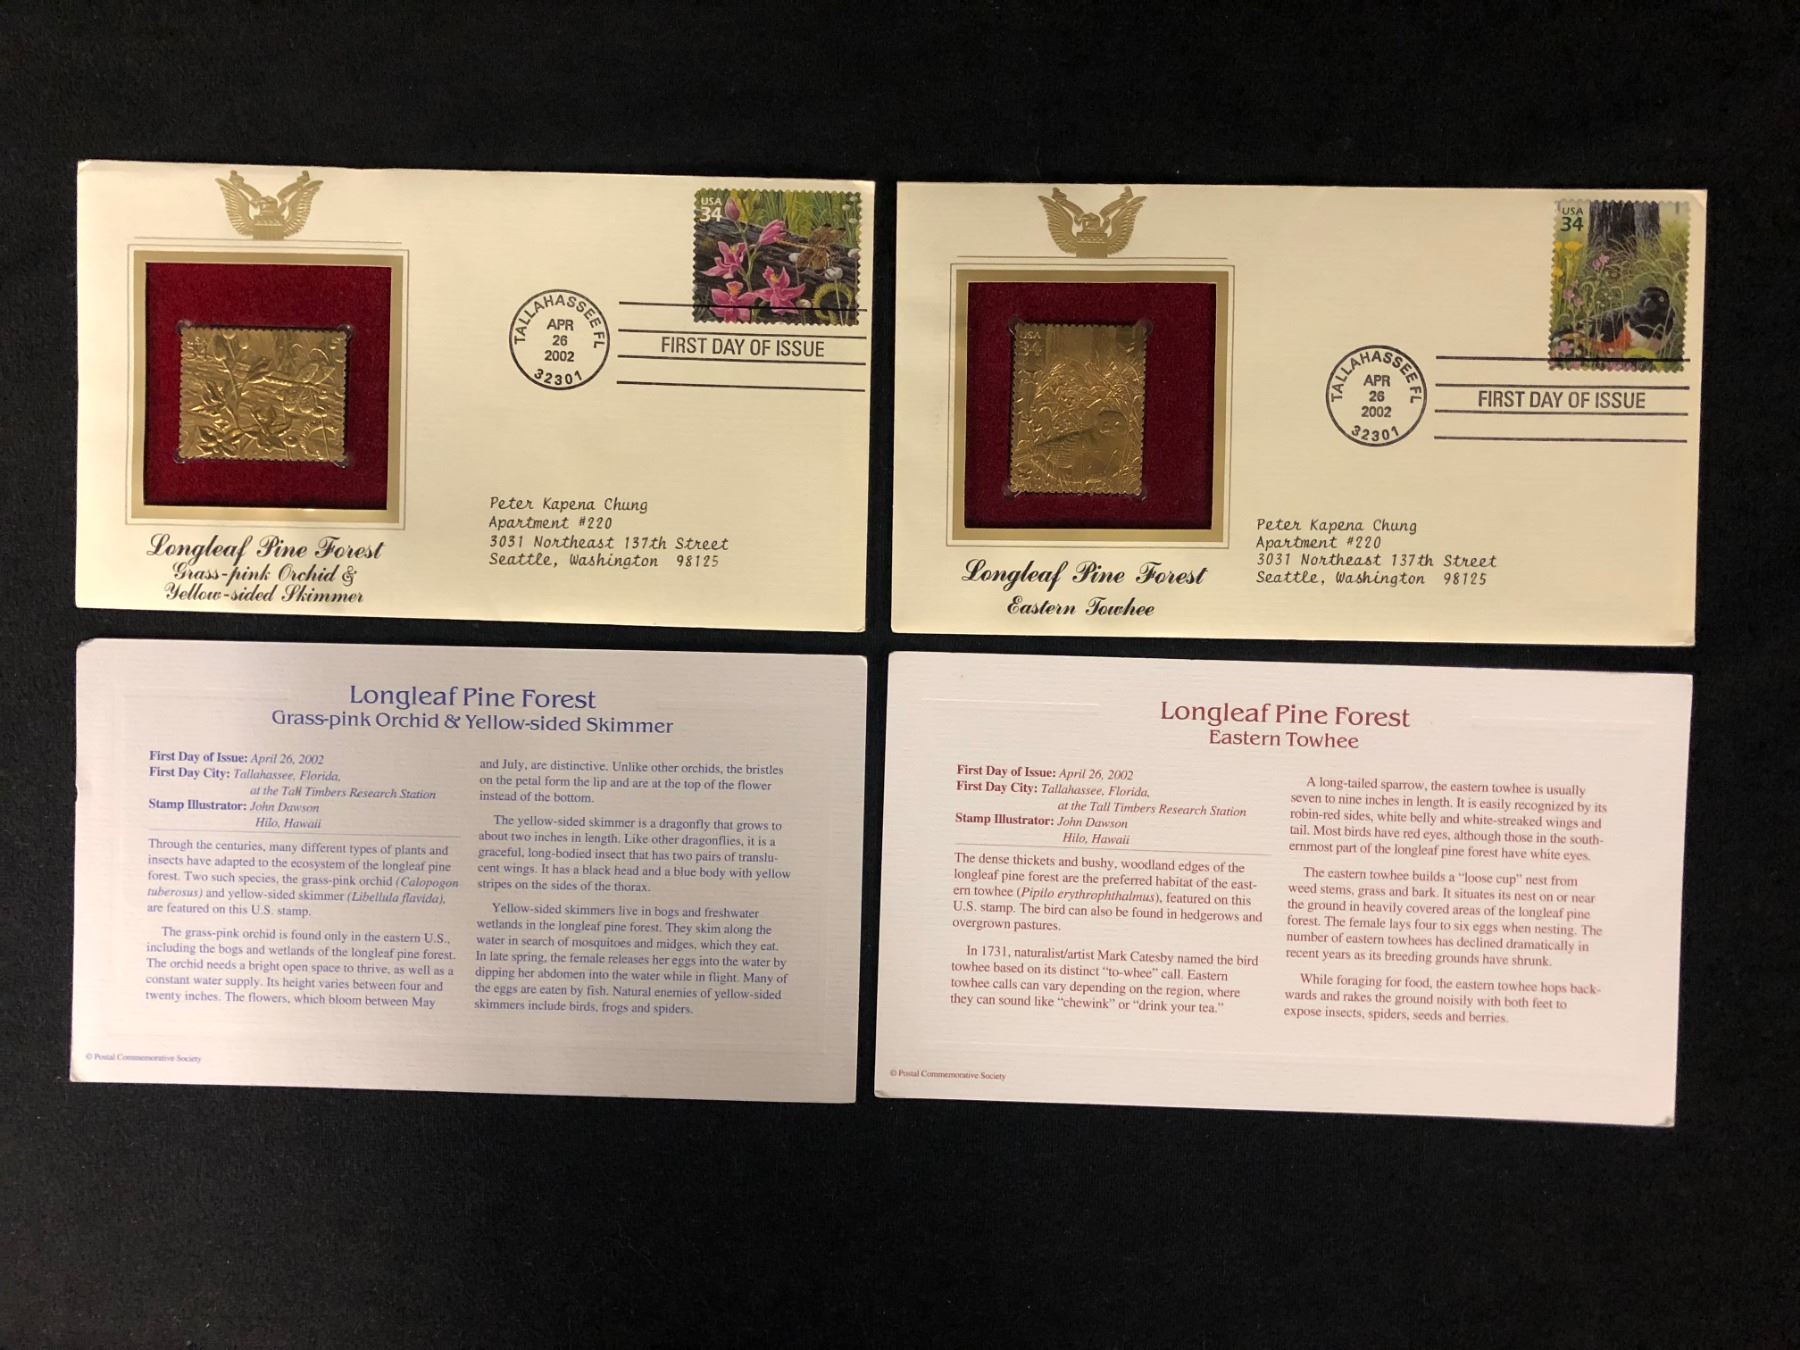 USA
34
TALLAHASSEE FL
APR
26
2002
32301
FIRST DAY OF ISSUE
Peter Kapena Chung
Apartment #220
3031 Northeast 137th Street
Seattle, Washington 98125
Longleaf Pine Forest
Grass-pink Orchid &
Yellow-sided Skimmer
USA
34
USA
34
TALLAHASSEE FL
APR
26
2002
32301
FIRST DAY OF ISSUE
Peter Kapena Chung
Apartment #220
3031 Northeast 137th Street
Seattle, Washington 98125
Longleaf Pine Forest
Eastern Towhee
Longleaf Pine Forest
Grass-pink Orchid & Yellow-sided Skimmer
First Day of Issue: April 26, 2002
First Day City: Tallahassee, Florida,
at the Tall Timbers Research Station
Stamp Illustrator: John Dawson
Hilo, Hawaii
Through the centuries, many different types of plants and
insects have adapted to the ecosystem of the longleaf pine
forest. Two such species, the grass-pink orchid (Calopogon
tuberosus) and yellow-sided skimmer (Libellula flavida),
are featured on this U.S. stamp.
The grass-pink orchid is found only in the eastern U.S.,
including the bogs and wetlands of the longleaf pine forest.
The orchid needs a bright open space to thrive, as well as a
constant water supply. Its height varies between four and
twenty inches. The flowers, which bloom between May
and July, are distinctive. Unlike other orchids, the bristles
on the petal form the lip and are at the top of the flower
instead of the bottom.
The yellow-sided skimmer is a dragonfly that grows to
about two inches in length. Like other dragonflies, it is a
graceful, long-bodied insect that has two pairs of translu-
cent wings. It has a black head and a blue body with yellow
stripes on the sides of the thorax.
Yellow-sided skimmers live in bogs and freshwater
wetlands in the longleaf pine forest. They skim along the
water in search of mosquitoes and midges, which they eat.
In late spring, the female releases her eggs into the water by
dipping her abdomen into the water while in flight. Many of
the eggs are eaten by fish. Natural enemies of yellow-sided
skimmers include birds, frogs and spiders.
© Postal Commemorative Society
Longleaf Pine Forest
Eastern Towhee
First Day of Issue: April 26, 2002
First Day City: Tallahassee, Florida,
at the Tall Timbers Research Station
Stamp Illustrator: John Dawson
Hilo, Hawaii
The dense thickets and bushy, woodland edges of the
longleaf pine forest are the preferred habitat of the east-
ern towhee (Pipilo erythrophthalmus), featured on this
U.S. stamp. The bird can also be found in hedgerows and
overgrown pastures.
In 1731, naturalist/artist Mark Catesby named the bird
towhee based on its distinct "to-whee" call. Eastern
towhee calls can vary depending on the region, where
they can sound like "chewink" or "drink your tea."
A long-tailed sparrow, the eastern towhee is usually
seven to nine inches in length. It is easily recognized by its
robin-red sides, white belly and white-streaked wings and
tail. Most birds have red eyes, although those in the south-
ernmost part of the longleaf pine forest have white eyes.
The eastern towhee builds a "loose cup" nest from
weed stems, grass and bark. It situates its nest on or near
the ground in heavily covered areas of the longleaf pine
forest. The female lays four to six eggs when nesting. The
number of eastern towhees has declined dramatically in
recent years as its breeding grounds have shrunk.
While foraging for food, the eastern towhee hops back-
wards and rakes the ground noisily with both feet to
expose insects, spiders, seeds and berries.
© Postal Commemorative Society